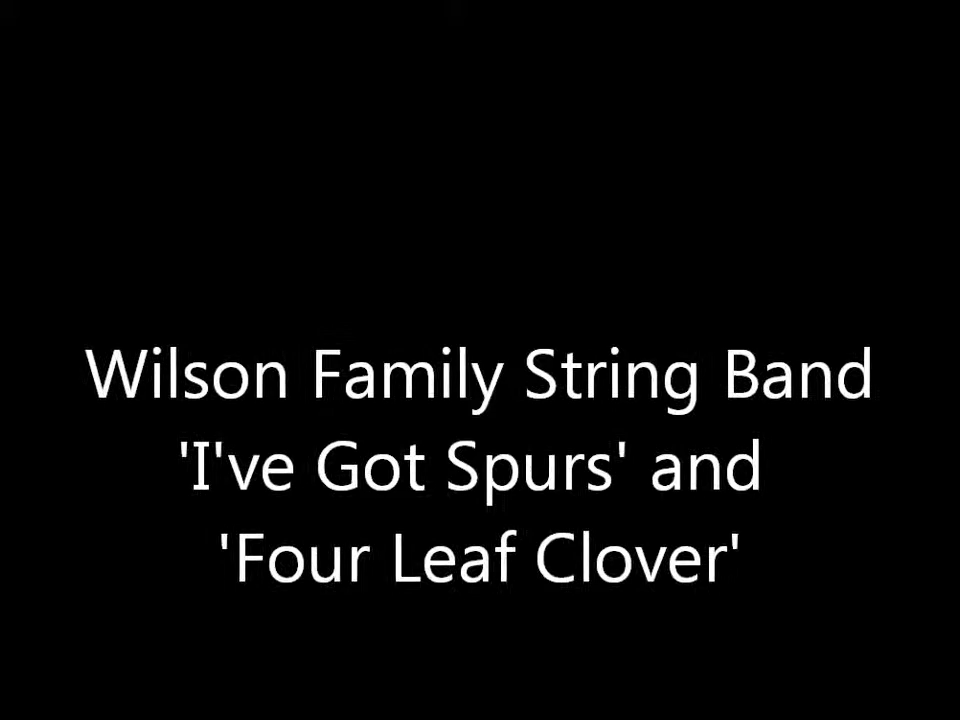 Wilson Family String Band
'I've Got Spurs' and
'Four Leaf Clover'